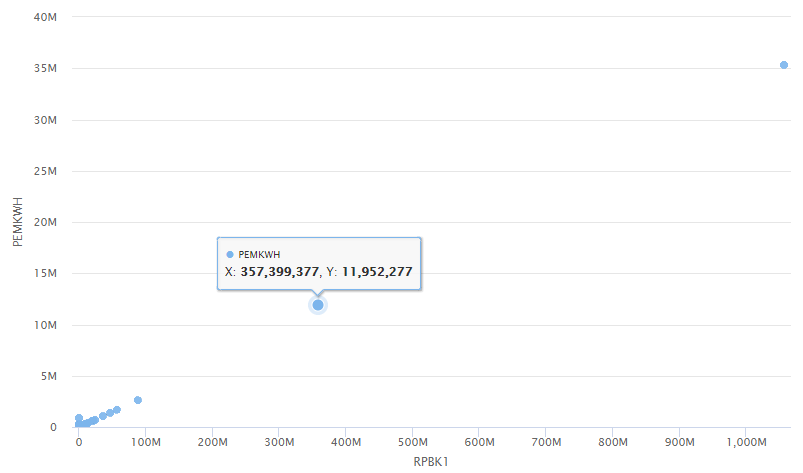 40M
35M
30M
25M
20M
15M
10M
5M
0
PEMKWH
PEMKWH
X: 357,399,377, Y: 11,952,277
0 100M 200M 300M 400M 500M 600M 700M 800M 900M 1,000M
RPBK1